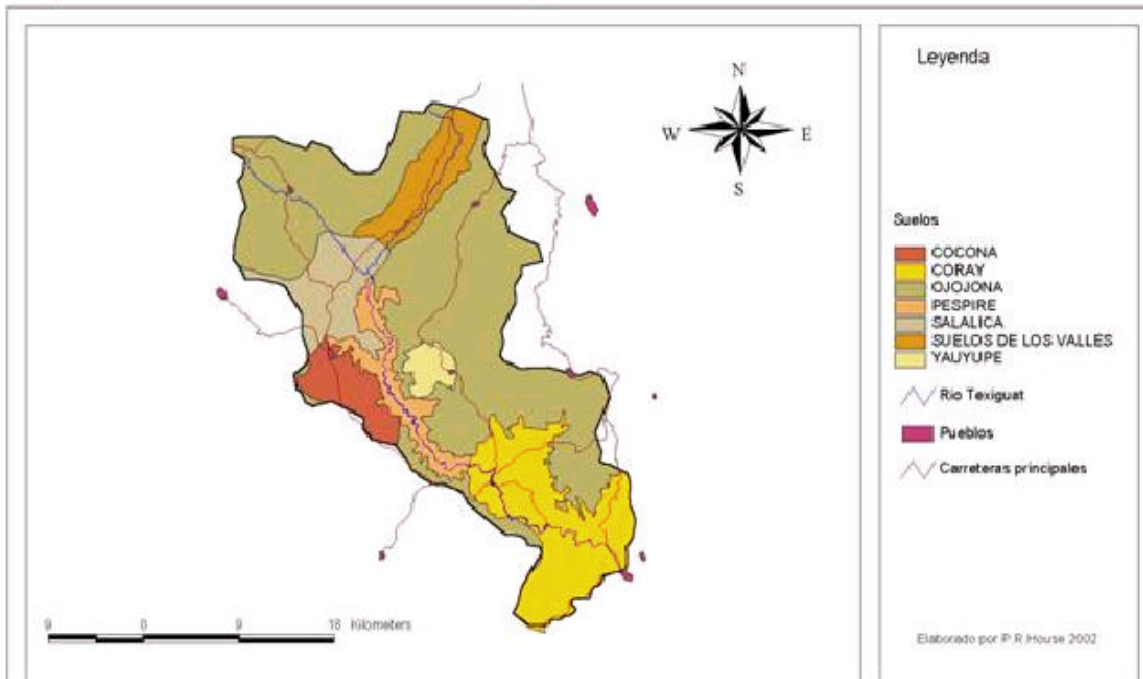 N
W E
S
9 0 9 18 Kilometers
Leyenda
Suelos
COCONA
CORAY
OJOJONA
PESPIRE
SALALICA
SUELOS DE LOS VALLES
YAUYUPE
Rio Texiguat
Pueblos
Carreteras principales
Elaborado por P.R.House 2002